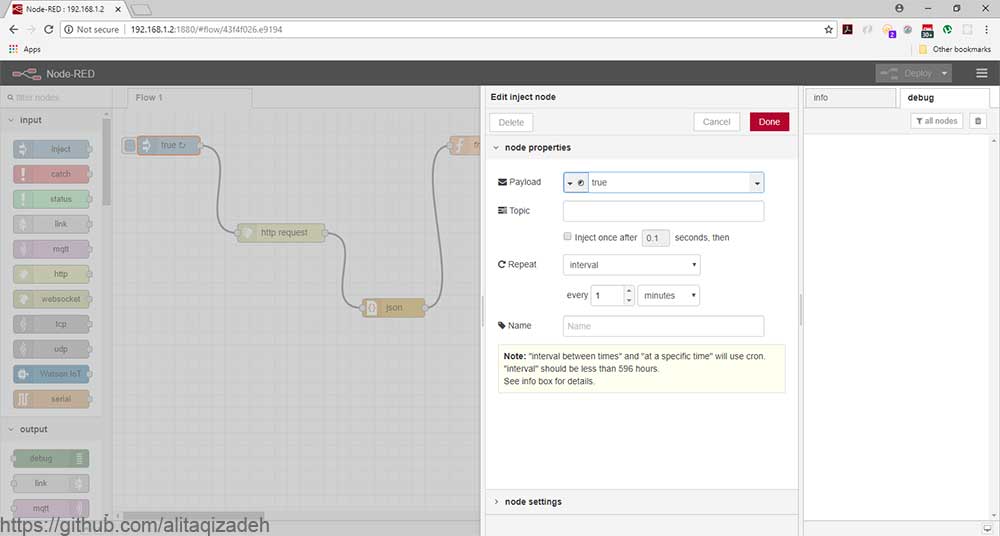 Node-RED : 192.168.1.2
Not secure 192.168.1.2:1880/#flow/43f4f026.e9194
2
30+
Apps
Other bookmarks
Node-RED
Deploy
filter nodes
Flow 1
Edit inject node
info
debug
input
Delete
Cancel
Done
all nodes
inject
true ↻
node properties
catch
Payload
true
status
Topic
link
Inject once after 0.1 seconds, then
http request
mqtt
Repeat
interval
http
every 1 minutes
websocket
json
tcp
Name
Name
udp
Note: "interval between times" and "at a specific time" will use cron.
"interval" should be less than 596 hours.
See info box for details.
Watson IoT
serial
output
debug
link
node settings
mqtt
https://github.com/alitaqizadeh